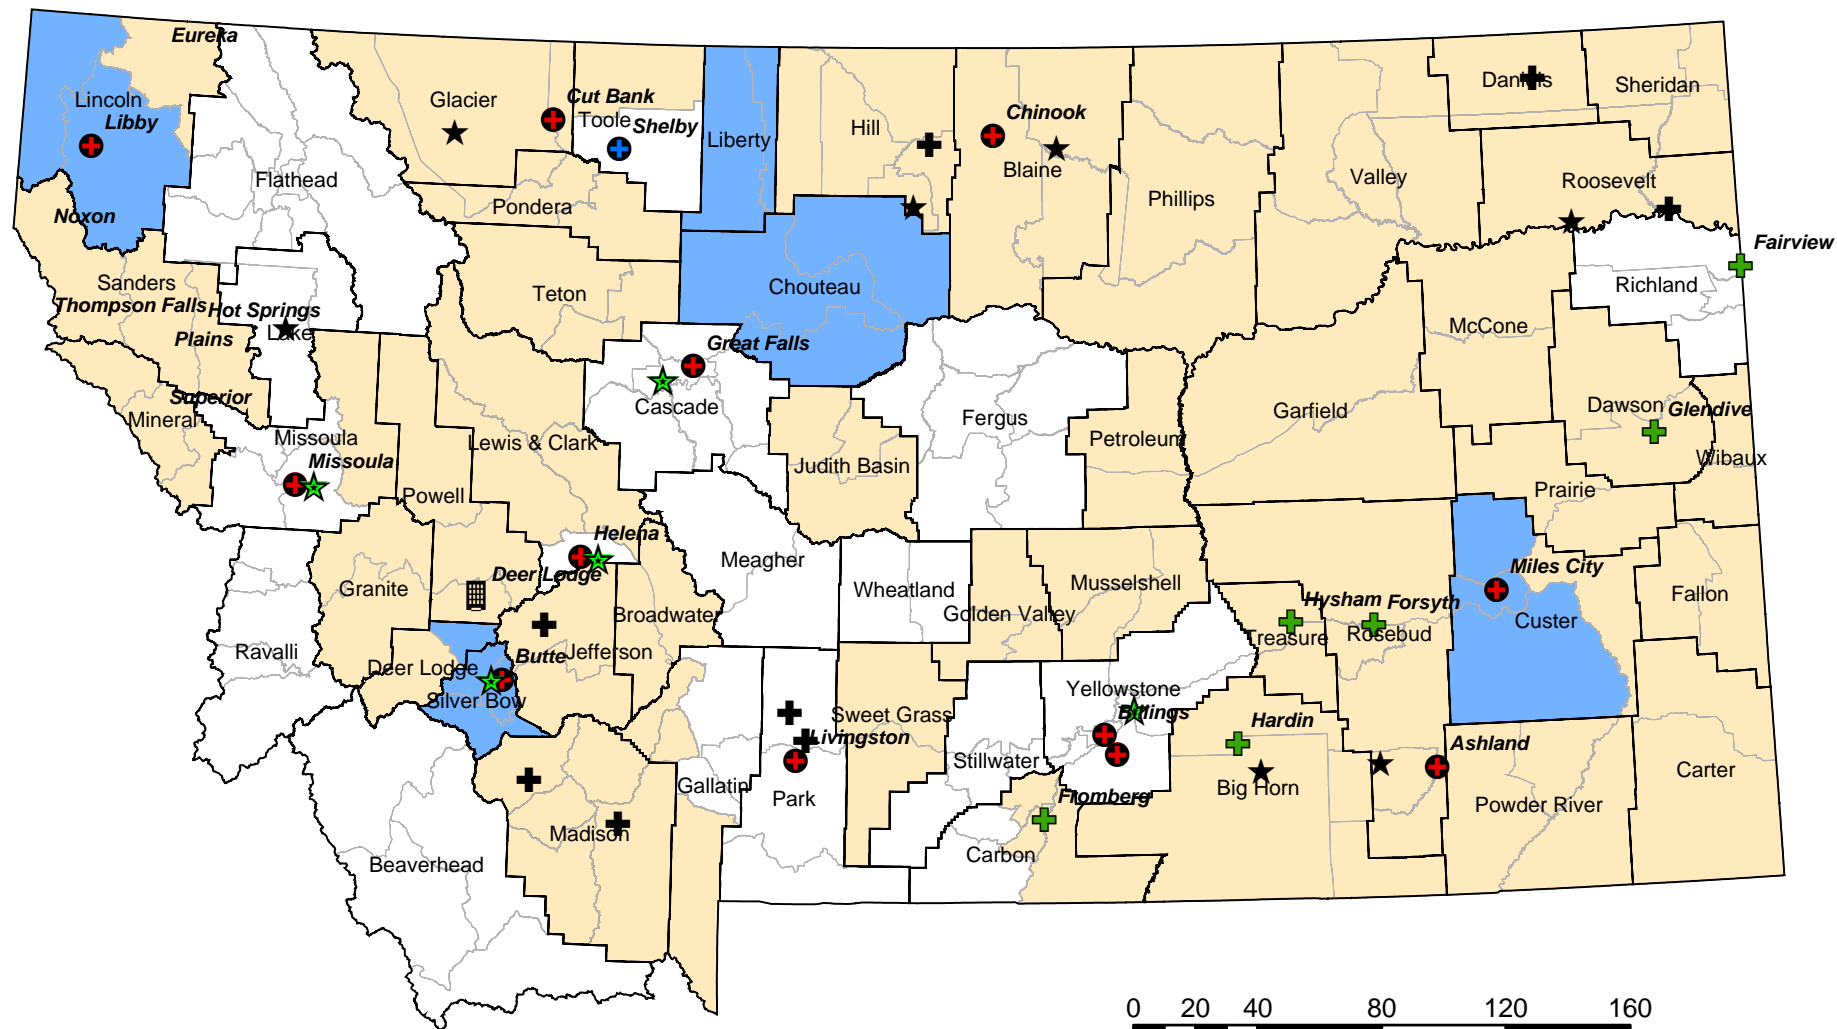 Eureka
Lincoln
Libby
Glacier
Cut Bank
Toole
Shelby
Liberty
Hill
Chinook
Blaine
Phillips
Valley
Daniels
Sheridan
Roosevelt
Flathead
Pondera
Noxon
Fairview
Sanders
Thompson Falls
Hot Springs
Lake
Plains
Teton
Chouteau
Richland
McCone
Great Falls
Cascade
Superior
Mineral
Missoula
Missoula
Lewis & Clark
Judith Basin
Fergus
Petroleum
Garfield
Dawson
Glendive
Wibaux
Prairie
Powell
Helena
Meagher
Deer Lodge
Granite
Broadwater
Wheatland
Golden Valley
Musselshell
Hysham
Forsyth
Treasure
Rosebud
Miles City
Custer
Fallon
Ravalli
Deer Lodge
Butte
Jefferson
Silver Bow
Yellowstone
Billings
Sweet Grass
Livingston
Hardin
Ashland
Stillwater
Gallatin
Park
Fromberg
Big Horn
Powder River
Carter
Madison
Carbon
Beaverhead
0 20 40 80 120 160